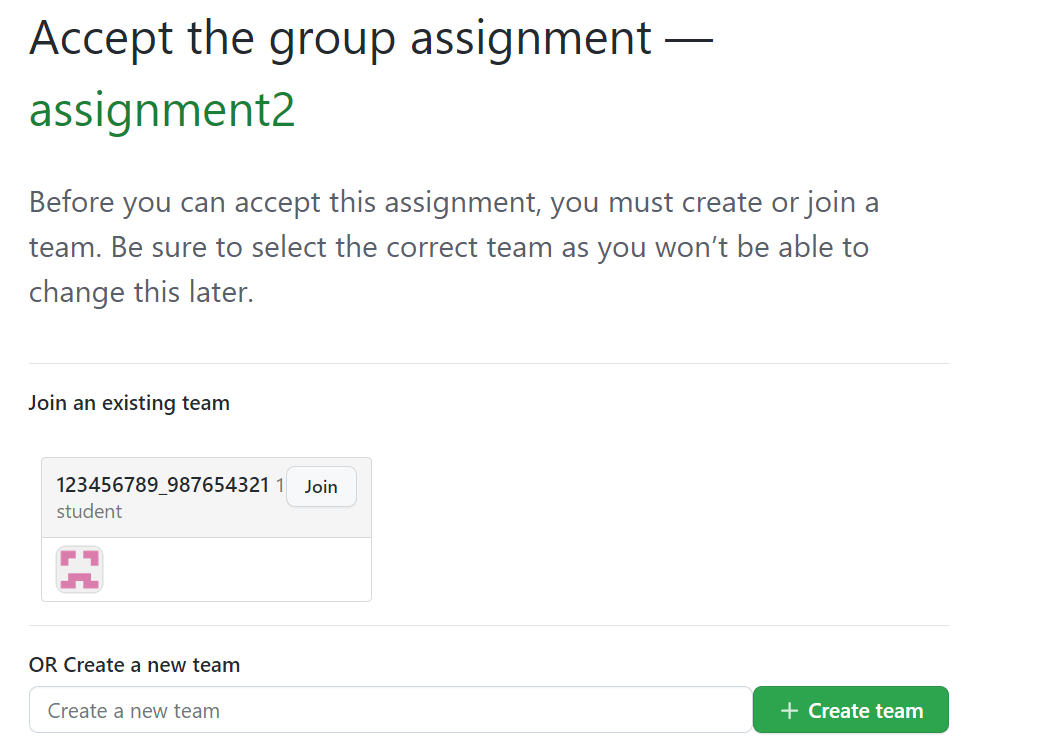 Accept the group assignment —
assignment2
Before you can accept this assignment, you must create or join a
team. Be sure to select the correct team as you won’t be able to
change this later.
Join an existing team
123456789_987654321 1
student
Join
OR Create a new team
Create a new team
+ Create team